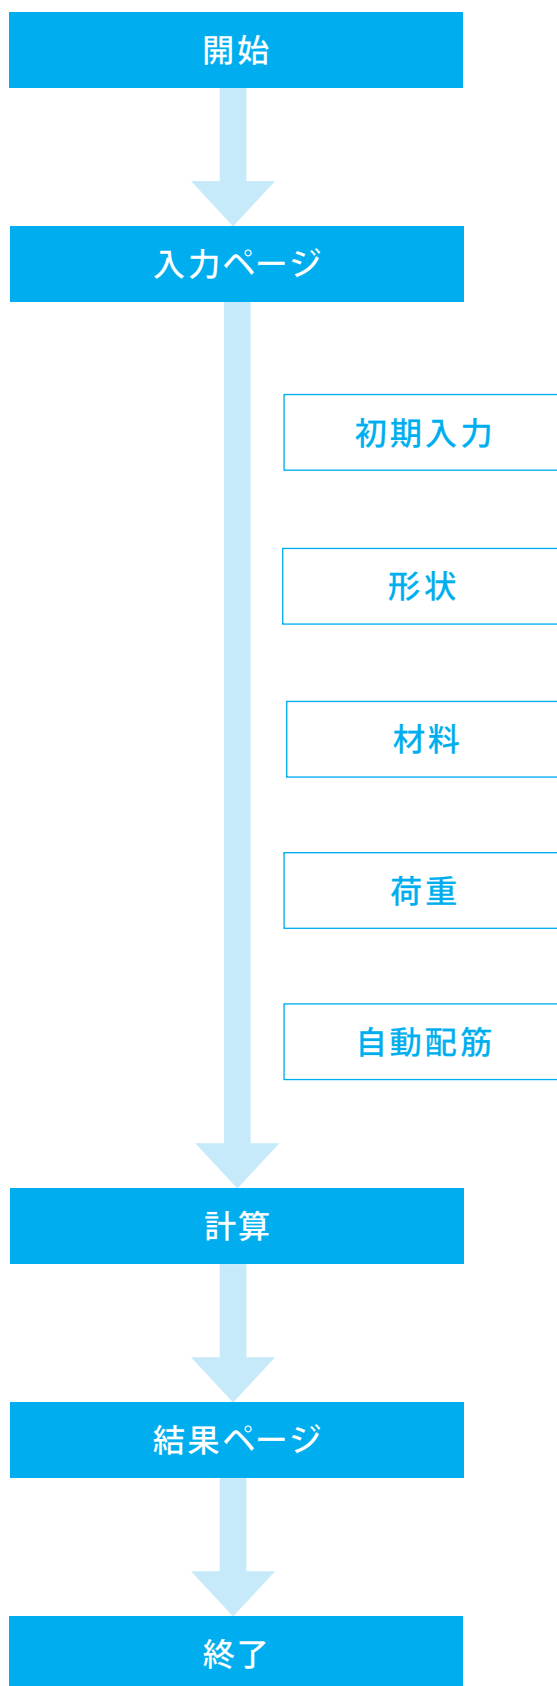 開始
入力ページ
初期入力
形状
材料
荷重
自動配筋
計算
結果ページ
終了